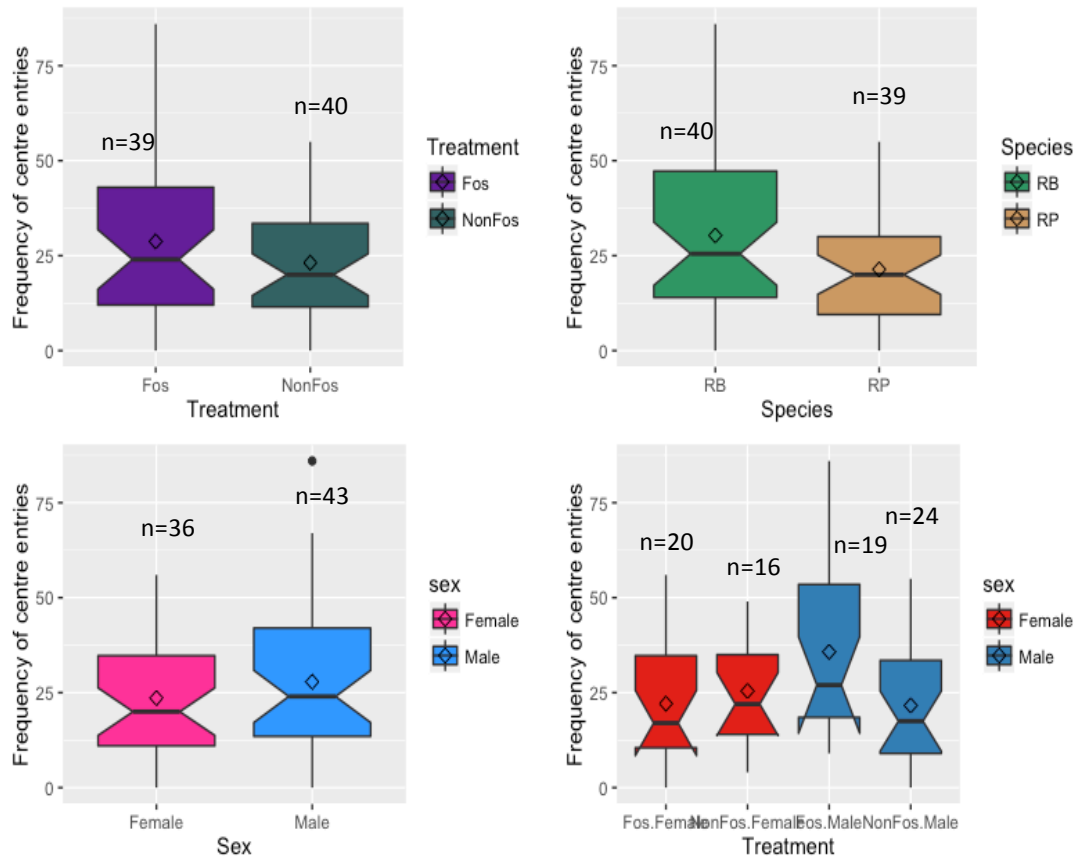 Frequency of centre entries
75
50
25
0
n=39
n=40
Fos
NonFos
Treatment
Treatment
Fos
NonFos
Frequency of centre entries
75
50
25
0
n=40
n=39
RB
RP
Species
Species
RB
RP
Frequency of centre entries
75
50
25
0
n=36
n=43
Female
Male
Sex
sex
Female
Male
Frequency of centre entries
75
50
25
0
n=20
n=16
n=19
n=24
Fos.Female
NonFos.Female
Fos.Male
NonFos.Male
Treatment
sex
Female
Male